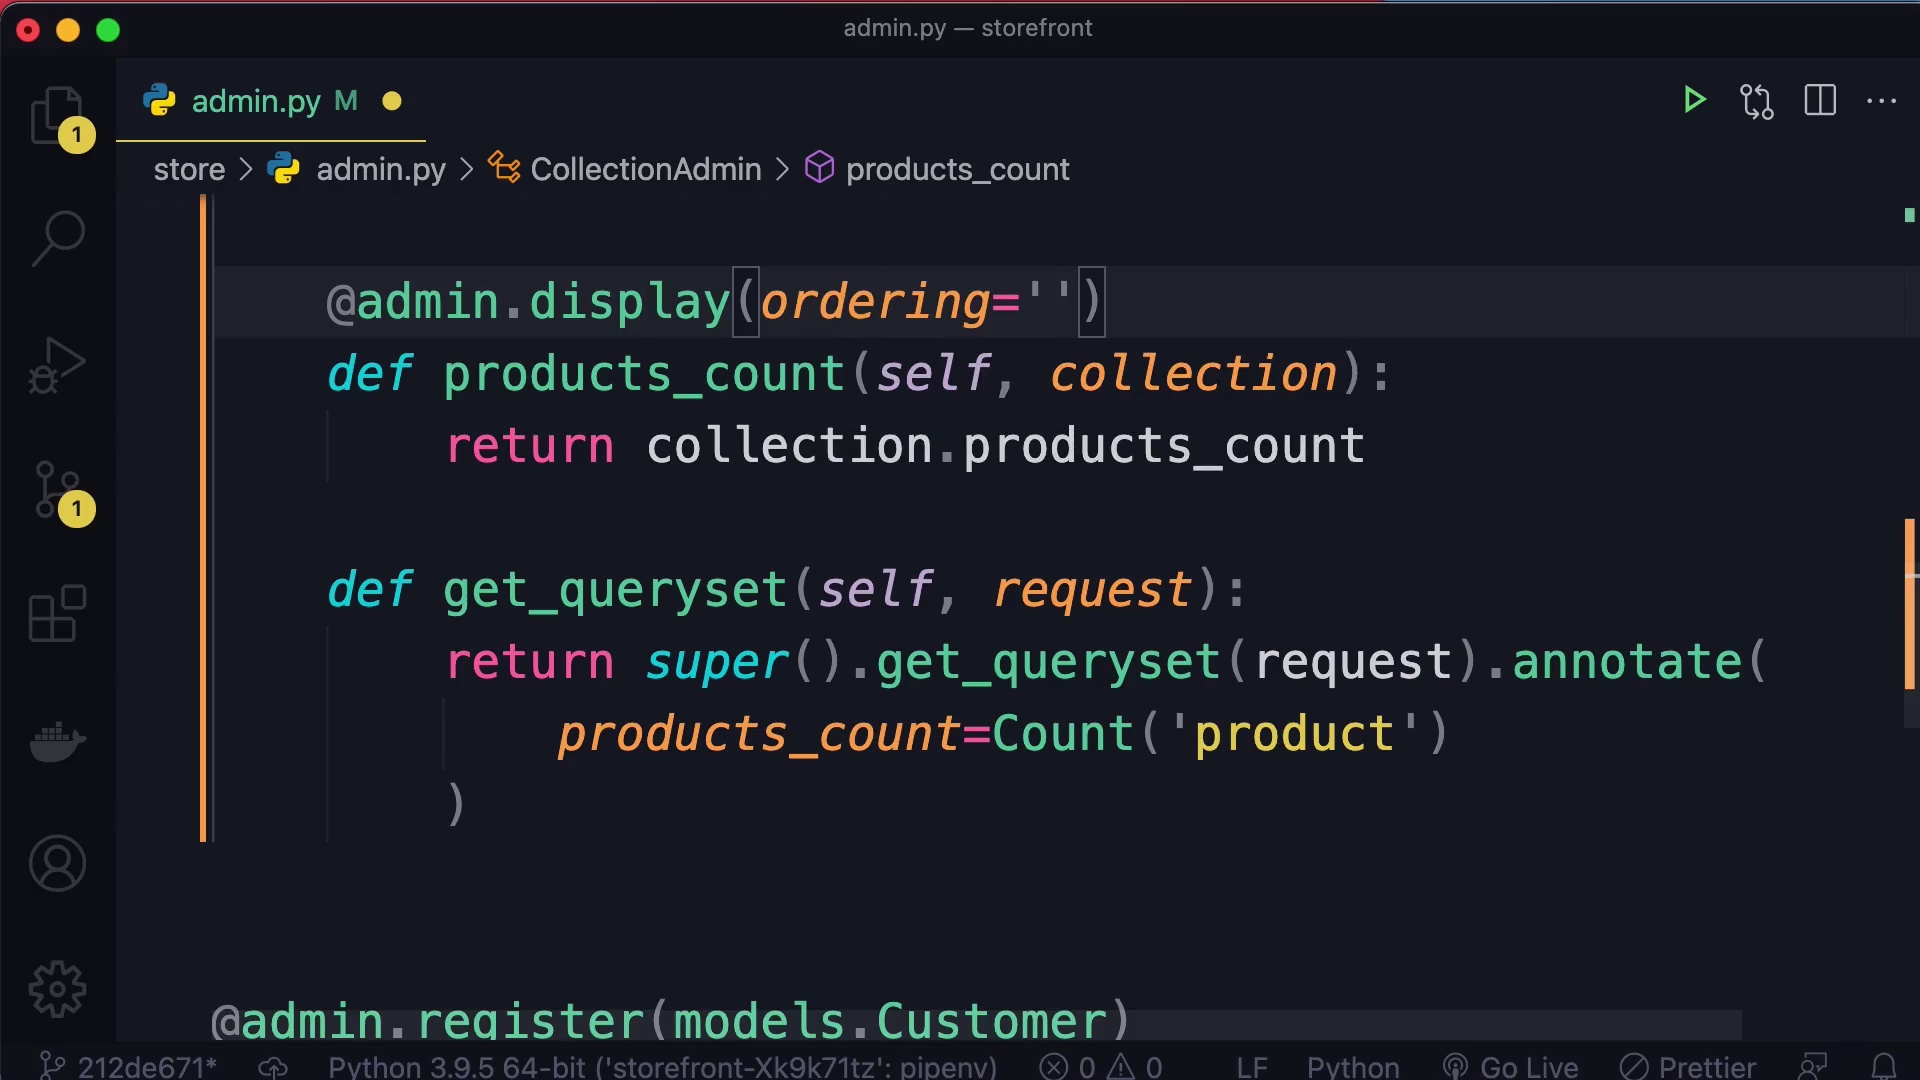 admin.py — storefront
admin.py M
store > admin.py > CollectionAdmin > products_count
1
@admin.display(ordering='')
def products_count(self, collection):
return collection.products_count
1
def get_queryset(self, request):
return super().get_queryset(request).annotate(
products_count=Count('product')
)
@admin.register(models.Customer)
212de671* Python 3.9.5 64-bit ('storefront-Xk9k71tz': pipenv) 0 0 LF Python Go Live Prettier